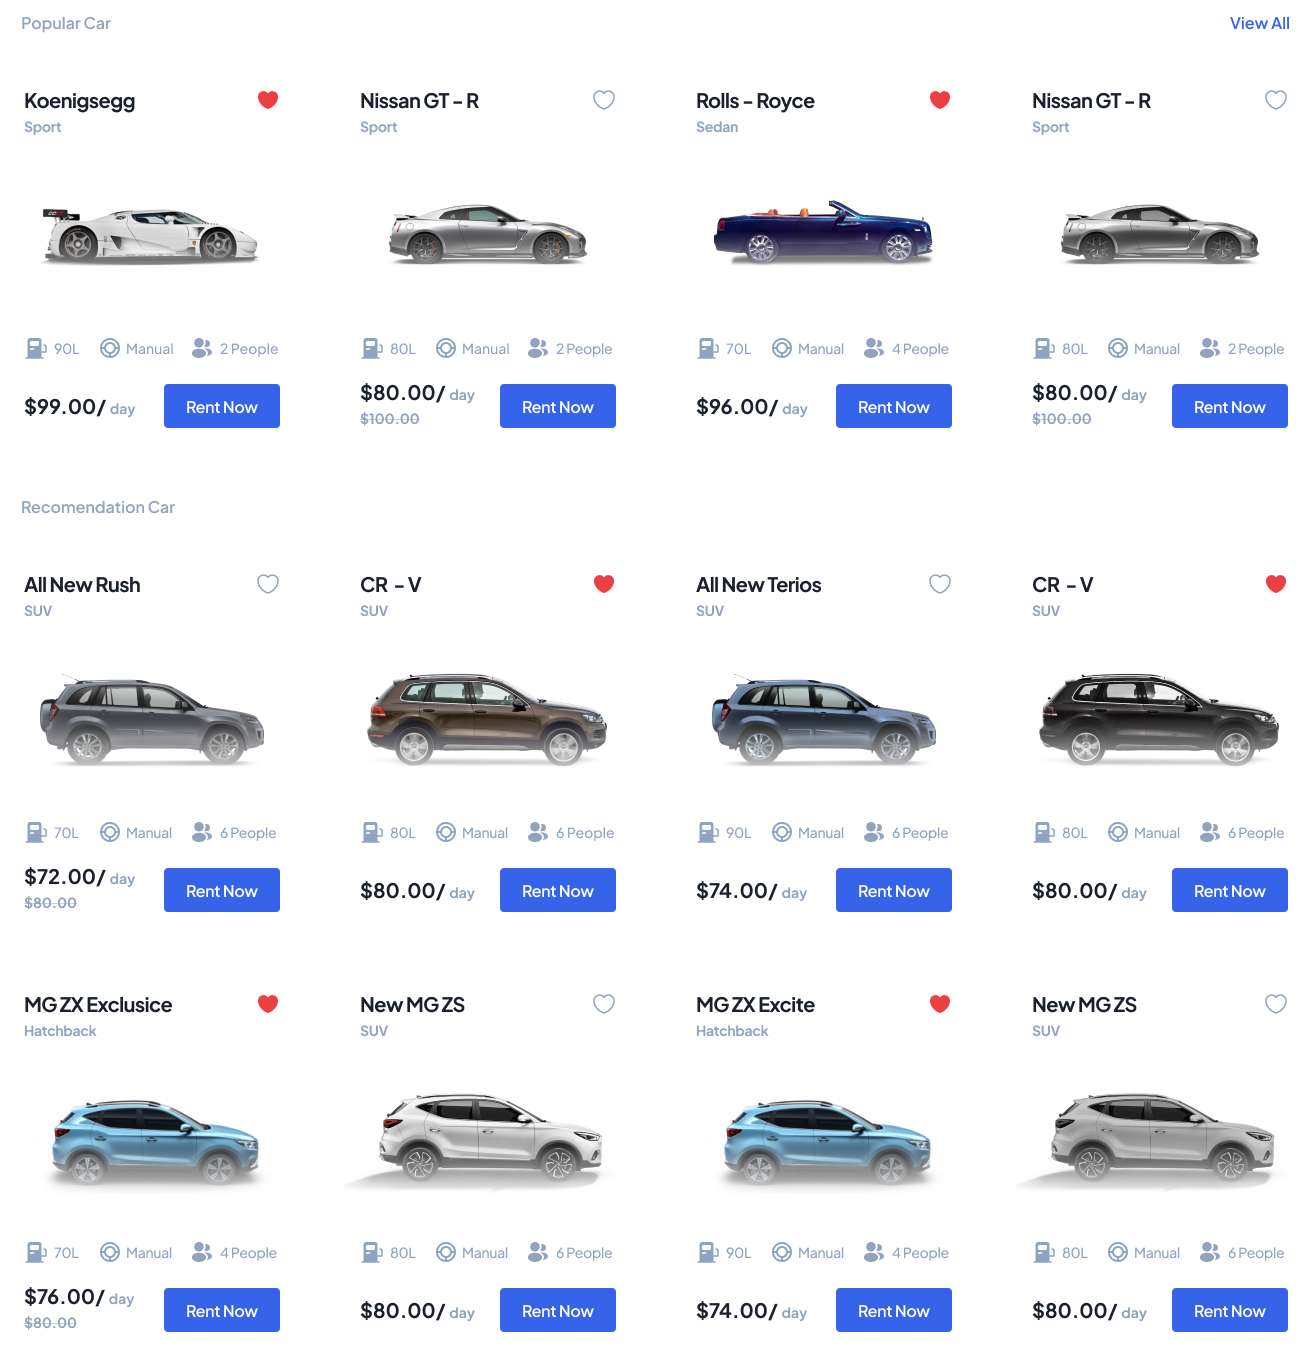 Popular Car
View All
Koenigsegg
Sport
90L
Manual
2 People
$99.00/ day
Rent Now
Nissan GT - R
Sport
80L
Manual
2 People
$80.00/ day
$100.00
Rent Now
Rolls - Royce
Sedan
70L
Manual
4 People
$96.00/ day
Rent Now
Nissan GT - R
Sport
80L
Manual
2 People
$80.00/ day
$100.00
Rent Now
Recomendation Car
All New Rush
SUV
70L
Manual
6 People
$72.00/ day
$80.00
Rent Now
CR - V
SUV
80L
Manual
6 People
$80.00/ day
Rent Now
All New Terios
SUV
90L
Manual
6 People
$74.00/ day
Rent Now
CR - V
SUV
80L
Manual
6 People
$80.00/ day
Rent Now
MG ZX Exclusice
Hatchback
70L
Manual
4 People
$76.00/ day
$80.00
Rent Now
New MG ZS
SUV
80L
Manual
6 People
$80.00/ day
Rent Now
MG ZX Excite
Hatchback
90L
Manual
4 People
$74.00/ day
Rent Now
New MG ZS
SUV
80L
Manual
6 People
$80.00/ day
Rent Now